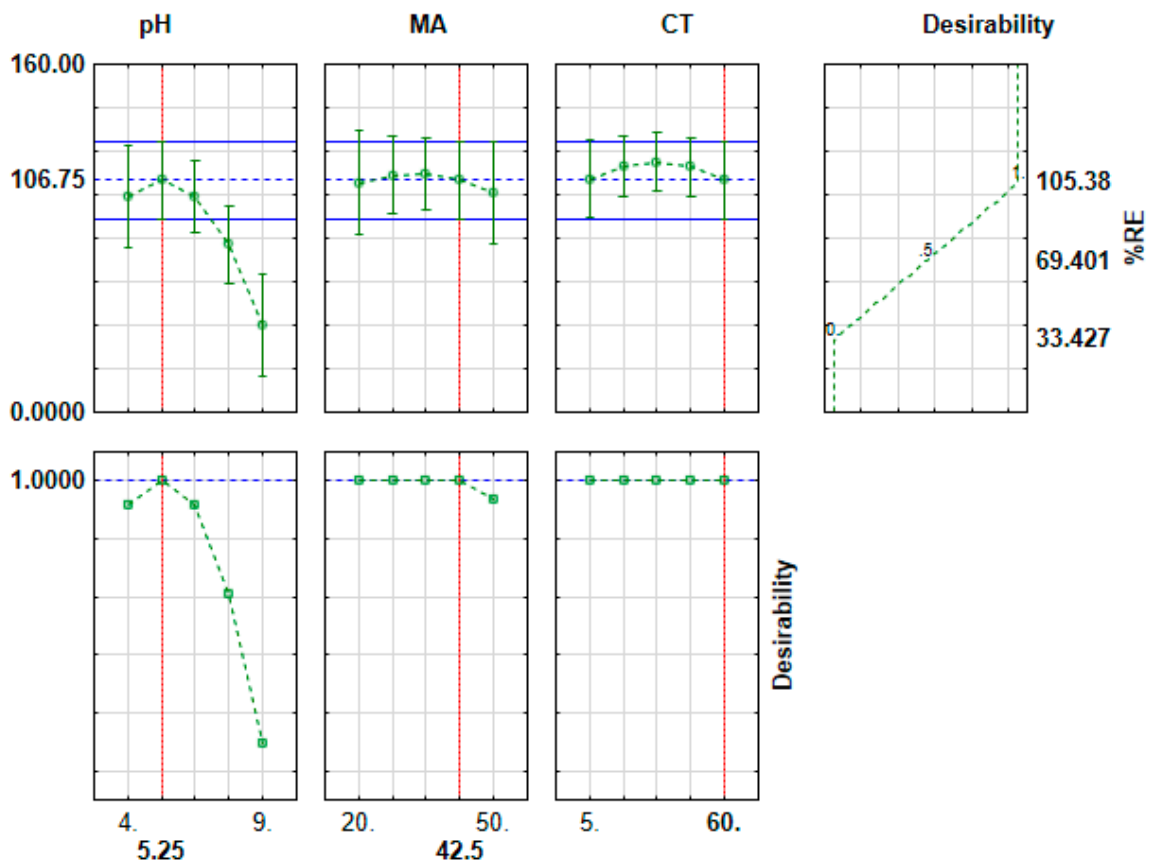 pH MA CT Desirability
160.00
106.75
0.0000
1.
105.38
.5
69.401
0.
33.427
%RE
1.0000
Desirability
4. 9. 20. 50. 5. 60.
5.25 42.5